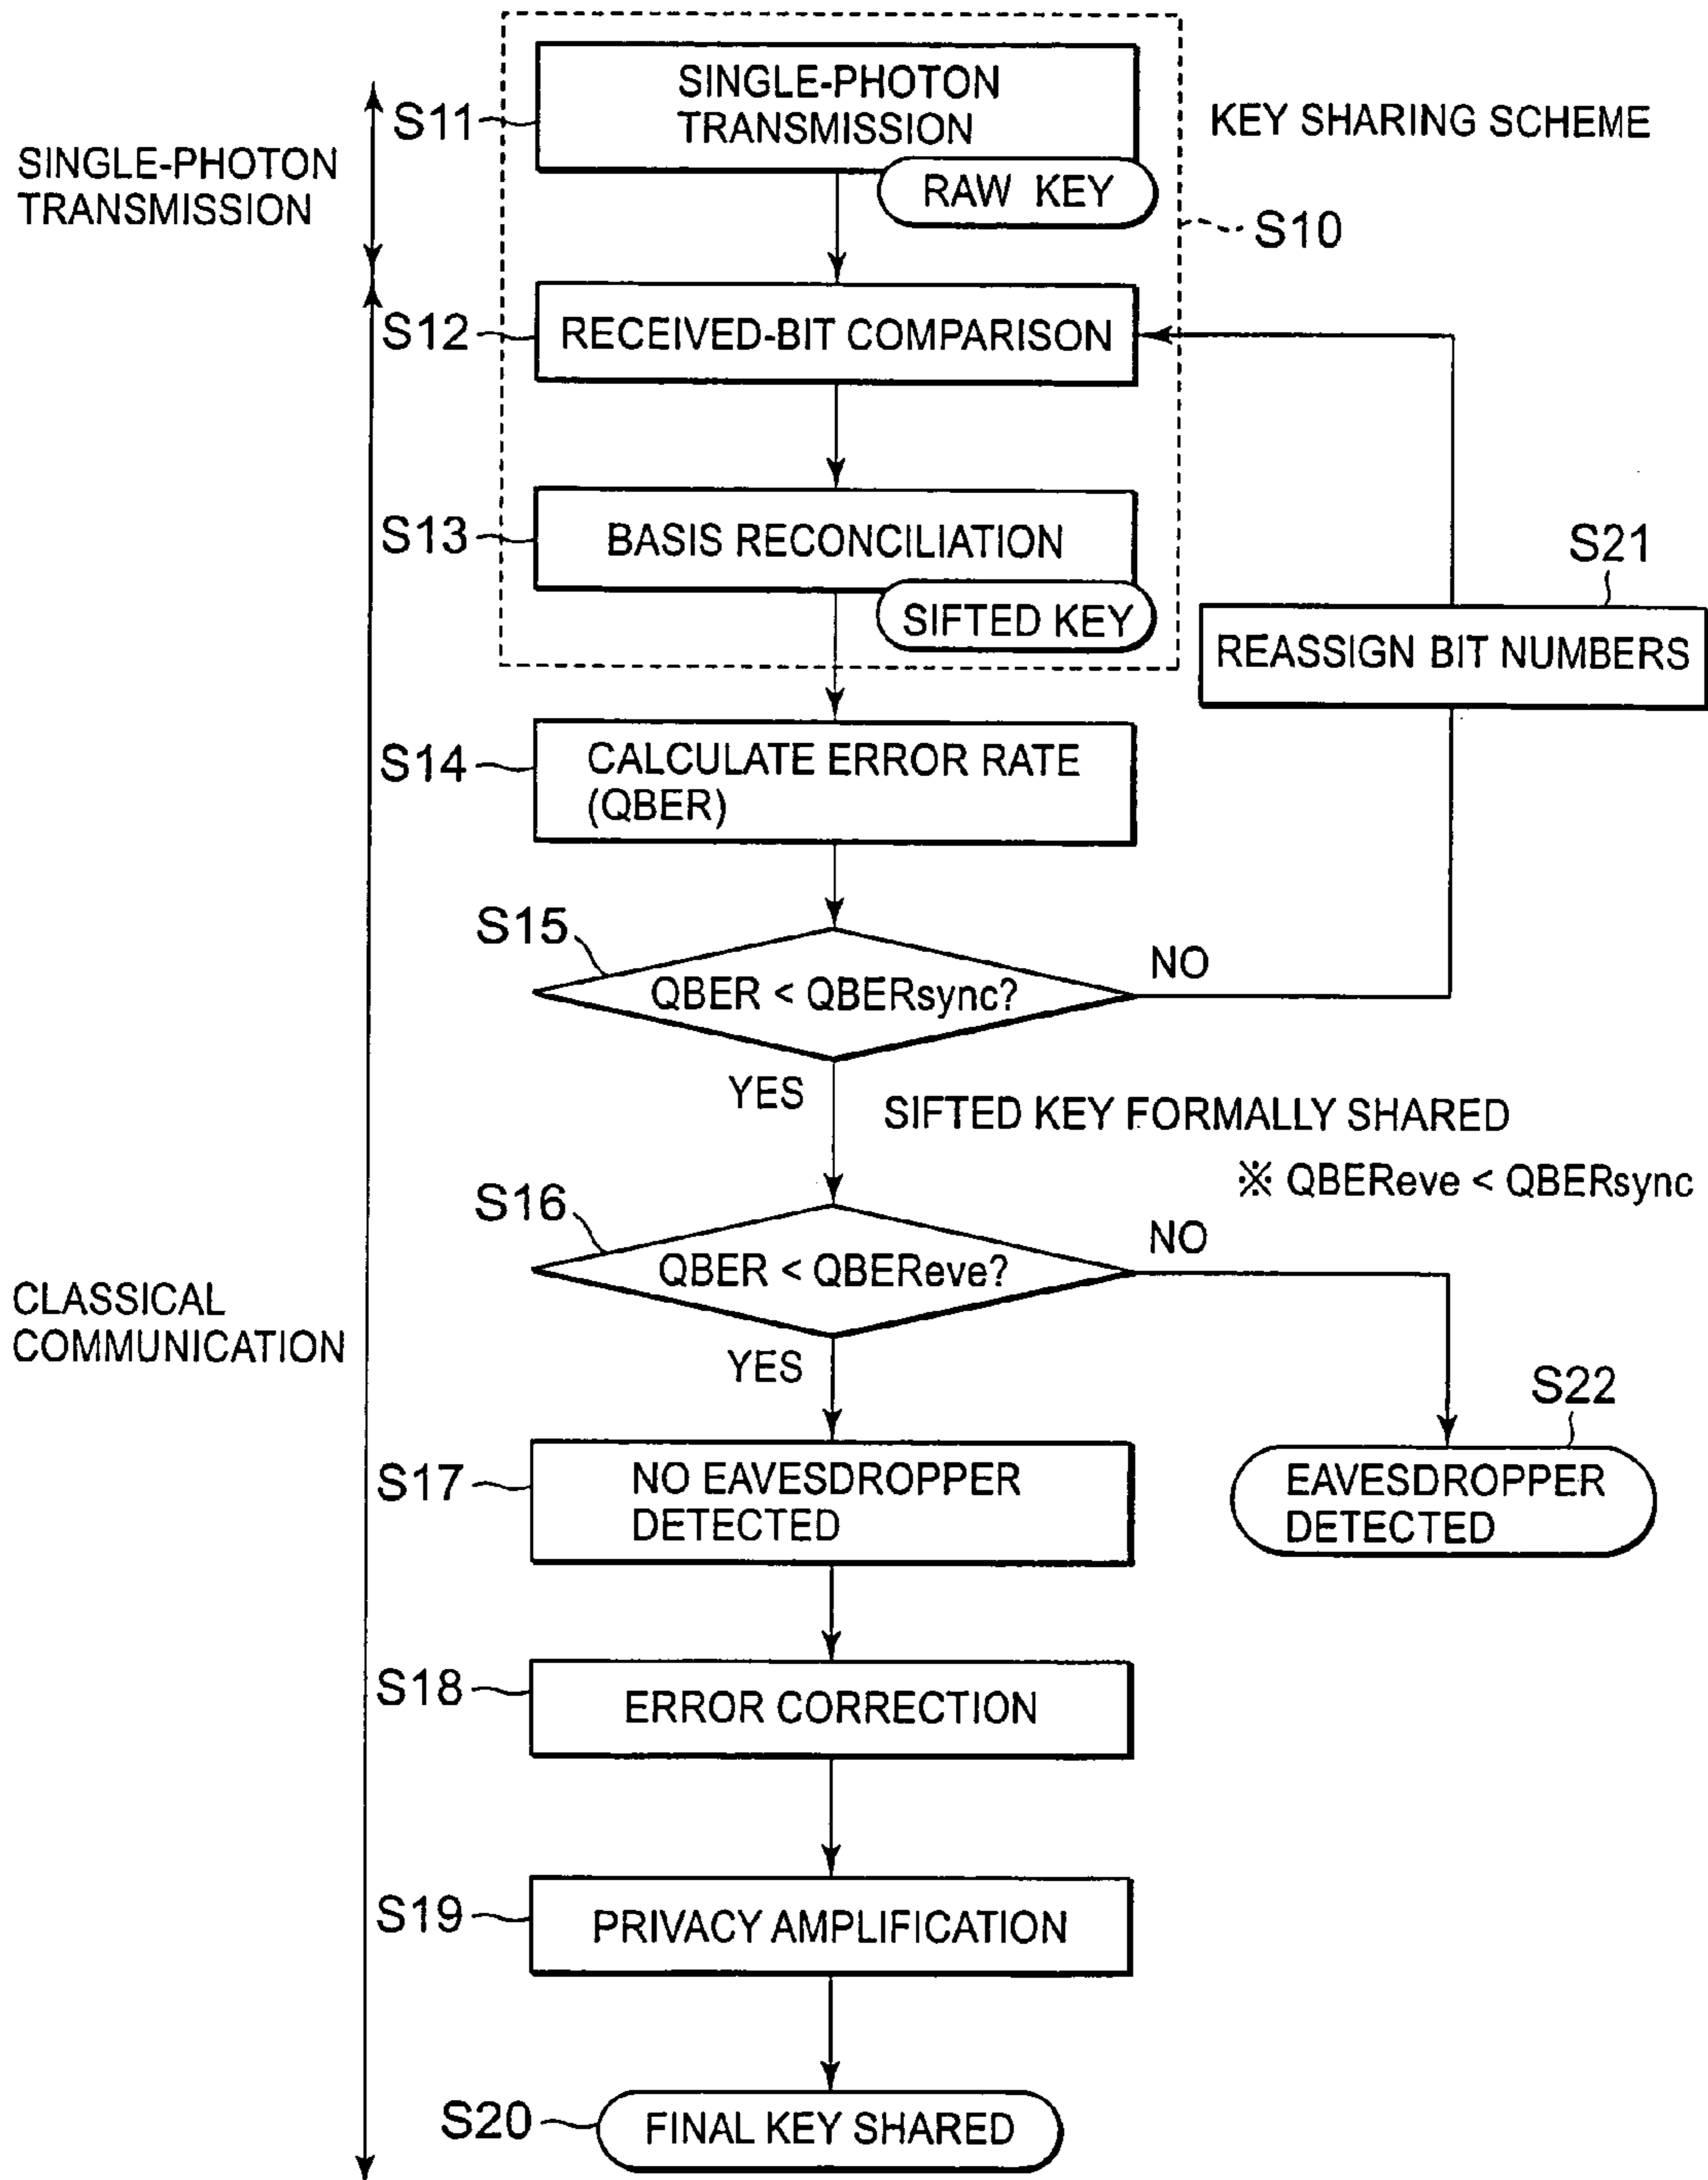 SINGLE-PHOTON
TRANSMISSION
S11
SINGLE-PHOTON
TRANSMISSION
RAW KEY
KEY SHARING SCHEME
S10
S12
RECEIVED-BIT COMPARISON
S13
BASIS RECONCILIATION
SIFTED KEY
S21
REASSIGN BIT NUMBERS
S14
CALCULATE ERROR RATE
(QBER)
S15
QBER < QBERsync?
NO
YES
SIFTED KEY FORMALLY SHARED
※ QBEREve < QBERsync
S16
QBER < QBEREve?
NO
YES
CLASSICAL
COMMUNICATION
S17
NO EAVESDROPPER
DETECTED
S22
EAVESDROPPER
DETECTED
S18
ERROR CORRECTION
S19
PRIVACY AMPLIFICATION
S20
FINAL KEY SHARED